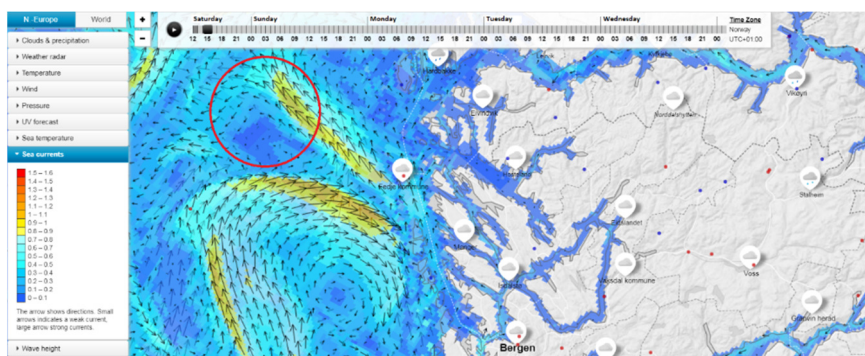 N.-Europo
World
Clouds & precipitation
Weather radar
Temperature
Wind
Pressure
UV forecast
Sea temperature
Sea currents
1.5 – 1.6
1.4 – 1.5
1.3 – 1.4
1.2 – 1.3
1.1 – 1.2
1 – 1.1
0.9 – 1
0.8 – 0.9
0.7 – 0.8
0.6 – 0.7
0.5 – 0.6
0.4 – 0.5
0.3 – 0.4
0.2 – 0.3
0.1 – 0.2
0 – 0.1
The arrow shows directions. Small
arrows indicates a weak current,
large arrow strong currents.
Wave height
+
−
Saturday Sunday Monday Tuesday Wednesday
12 15 18 21 00 03 06 09 12 15 18 21 00 03 06 09 12 15 18 21 00 03 06 09 12 15 18 21 00 03 06 09 12 15 18 21 00
Time Zone
Norway
UTC+01:00
Vikøyri
Norddalshytten
Stalheim
Eidslandet
Voss
Bergen